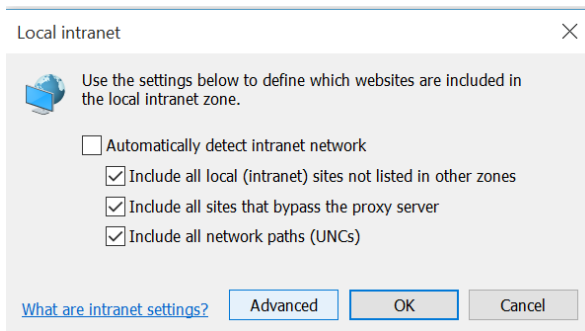 Local intranet
Use the settings below to define which websites are included in
the local intranet zone.
Automatically detect intranet network
Include all local (intranet) sites not listed in other zones
Include all sites that bypass the proxy server
Include all network paths (UNCs)
What are intranet settings? Advanced OK Cancel